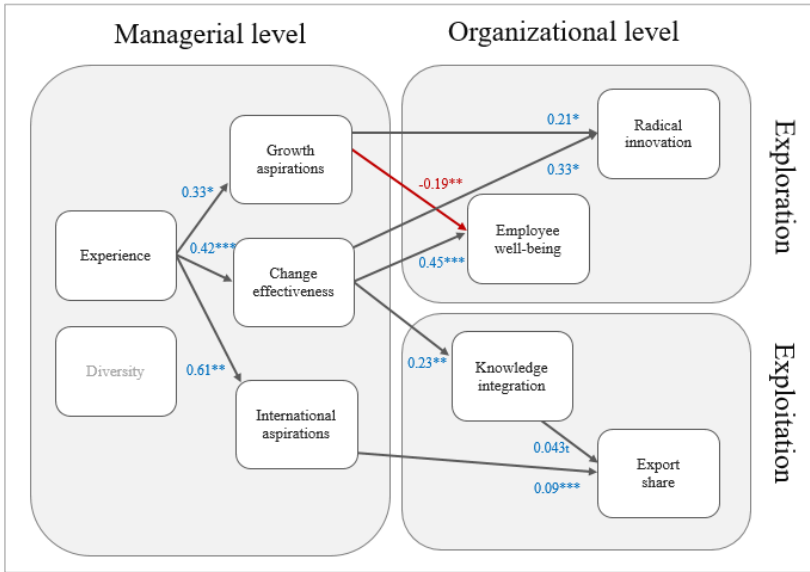 Managerial level
Organizational level
Exploration
Exploitation
Growth
aspirations
0.21*
Radical
innovation
-0.19**
0.33*
0.33*
Experience
0.42***
Change
effectiveness
Employee
well-being
0.45***
Diversity
0.61**
0.23**
Knowledge
integration
International
aspirations
0.043t
Export
share
0.09***